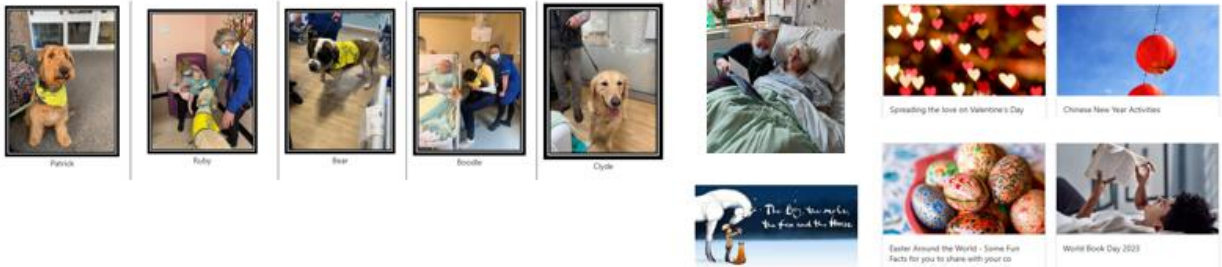 Patrick
Ruby
Bear
Boodle
Clyde
Spreading the love on Valentine's Day
Chinese New Year Activities
The Boy, the mole,
the fox and the Horse
Easter Around the World - Some Fun
Facts for you to share with your co
World Book Day 2023